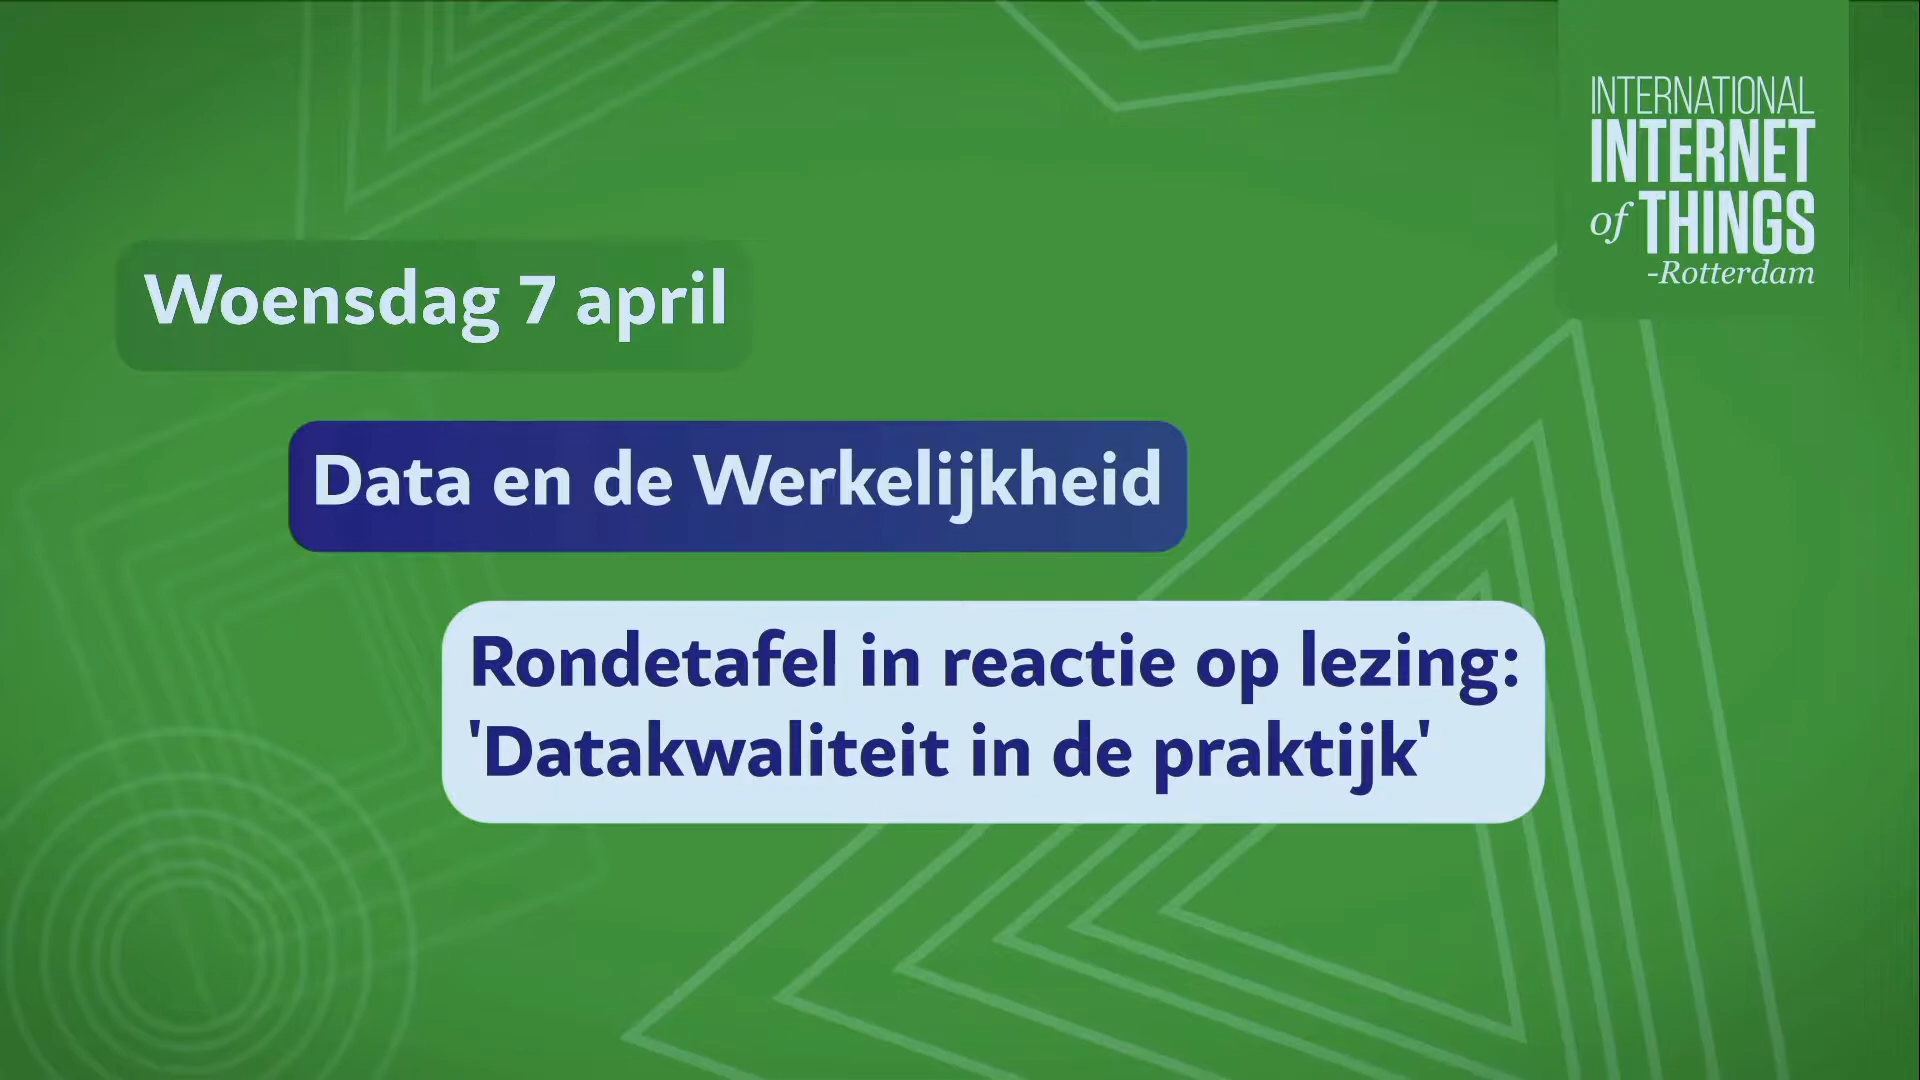 INTERNATIONAL
INTERNET
of THINGS
-Rotterdam
Woensdag 7 april
Data en de Werkelijkheid
Rondetafel in reactie op lezing:
'Datakwaliteit in de praktijk'